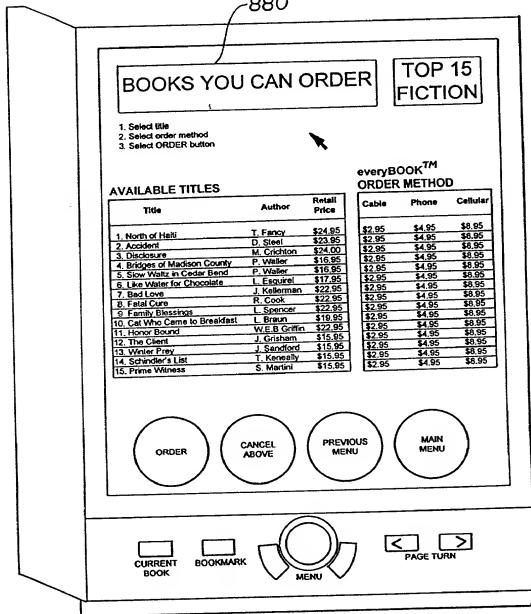 880
BOOKS YOU CAN ORDER
TOP 15
FICTION
1. Select title
2. Select order method
3. Select ORDER button
everyBOOK™
ORDER METHOD
AVAILABLE TITLES
Title Author Retail Price Cable Phone Cellular
1. North of Haiti T. Fancy $24.95 $2.95 $4.95 $8.95
2. Accident D. Steel $23.95 $2.95 $4.95 $8.95
3. Disclosure M. Crichton $24.00 $2.95 $4.95 $8.95
4. Bridges of Madison County P. Waller $16.95 $2.95 $4.95 $8.95
5. Slow Waltz in Cedar Bend P. Waller $16.95 $2.95 $4.95 $8.95
6. Like Water for Chocolate L. Esquirel $17.95 $2.95 $4.95 $8.95
7. Bad Love J. Kellerman $22.95 $2.95 $4.95 $8.95
8. Fatal Cure R. Cook $22.95 $2.95 $4.95 $8.95
9 Family Blessings L. Spencer $22.95 $2.95 $4.95 $8.95
10. Cat Who Came to Breakfast L. Braun $19.95 $2.95 $4.95 $8.95
11. Honor Bound W.E.B Griffin $22.95 $2.95 $4.95 $8.95
12. The Client J. Grisham $15.95 $2.95 $4.95 $8.95
13. Winter Prey J. Sandford $15.95 $2.95 $4.95 $8.95
14. Schindler's List T. Keneally $15.95 $2.95 $4.95 $8.95
15. Prime Witness S. Martini $15.95 $2.95 $4.95 $8.95
ORDER
CANCEL
ABOVE
PREVIOUS
MENU
MAIN
MENU
CURRENT
BOOK
BOOKMARK
MENU
< >
PAGE TURN